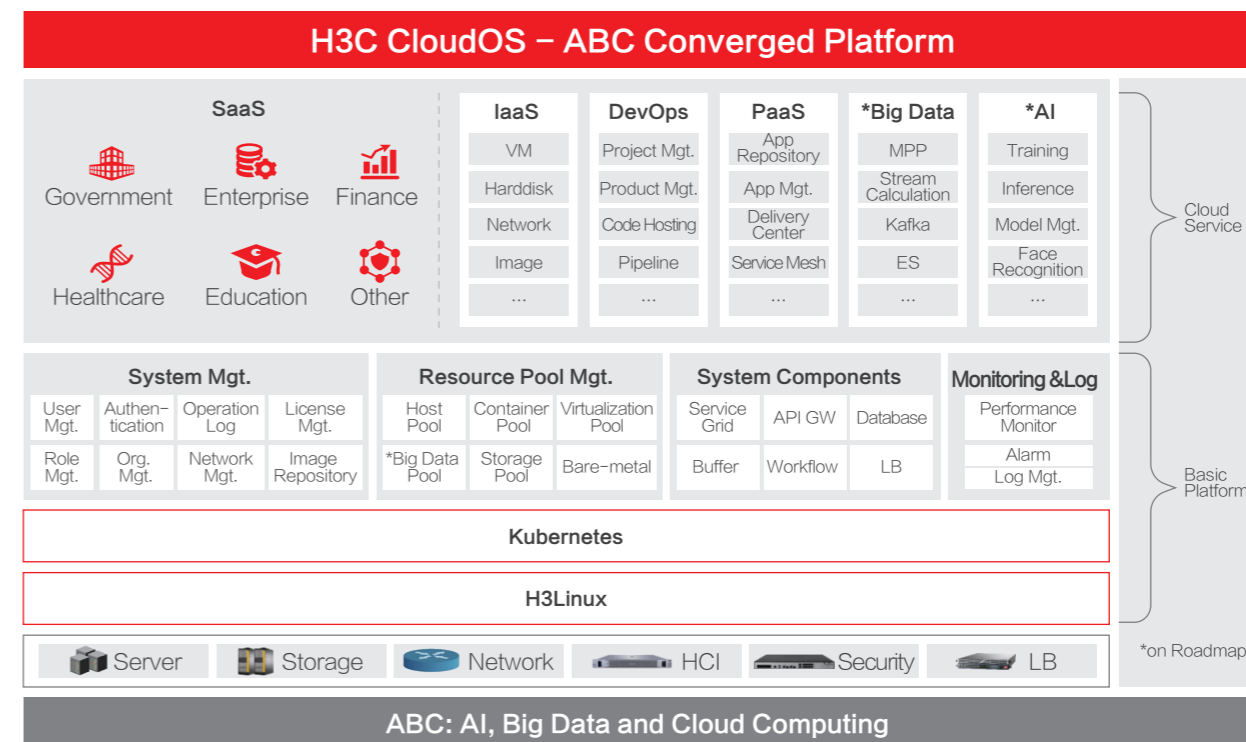 H3C CloudOS – ABC Converged Platform
SaaS
Government
Enterprise
Finance
Healthcare
Education
Other
IaaS
VM
Harddisk
Network
Image
...
DevOps
Project Mgt.
Product Mgt.
Code Hosting
Pipeline
...
PaaS
App
Repository
App Mgt.
Delivery
Center
Service Mesh
...
*Big Data
MPP
Stream
Calculation
Kafka
ES
...
*AI
Training
Inference
Model Mgt.
Face
Recognition
...
Cloud
Service
System Mgt.
User
Mgt.
Authen-
tication
Operation
Log
License
Mgt.
Role
Mgt.
Org.
Mgt.
Network
Mgt.
Image
Repository
Resource Pool Mgt.
Host
Pool
Container
Pool
Virtualization
Pool
*Big Data
Pool
Storage
Pool
Bare-metal
System Components
Service
Grid
API GW
Database
Buffer
Workflow
LB
Monitoring &Log
Performance
Monitor
Alarm
Log Mgt.
Basic
Platform
Kubernetes
H3Linux
Server
Storage
Network
HCI
Security
LB
*on Roadmap
ABC: AI, Big Data and Cloud Computing